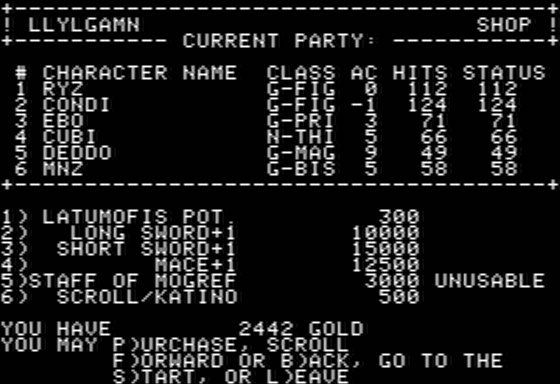 +--------------------------------------+
! LLYLGAMN                        SHOP !
+----------- CURRENT PARTY: -----------+
# CHARACTER NAME  CLASS AC HITS STATUS
1 RYZ             G-FIG  0  112  112
2 CONDI           G-FIG -1  124  124
3 EBO             G-PRI  3   71   71
4 CUBI            N-THI  5   66   66
5 DEDDO           G-MAG  9   49   49
6 MNZ             G-BIS  5   58   58
+--------------------------------------+
1) LATUMOFIS POT.          300
2)   LONG SWORD+1        10000
3)  SHORT SWORD+1        15000
4)         MACE+1        12500
5)STAFF OF MOGREF         3000 UNUSABLE
6)  SCROLL/KATINO          500
YOU HAVE         2442 GOLD
YOU MAY P)URCHASE, SCROLL
F)ORWARD OR B)ACK, GO TO THE
S)TART, OR L)EAVE